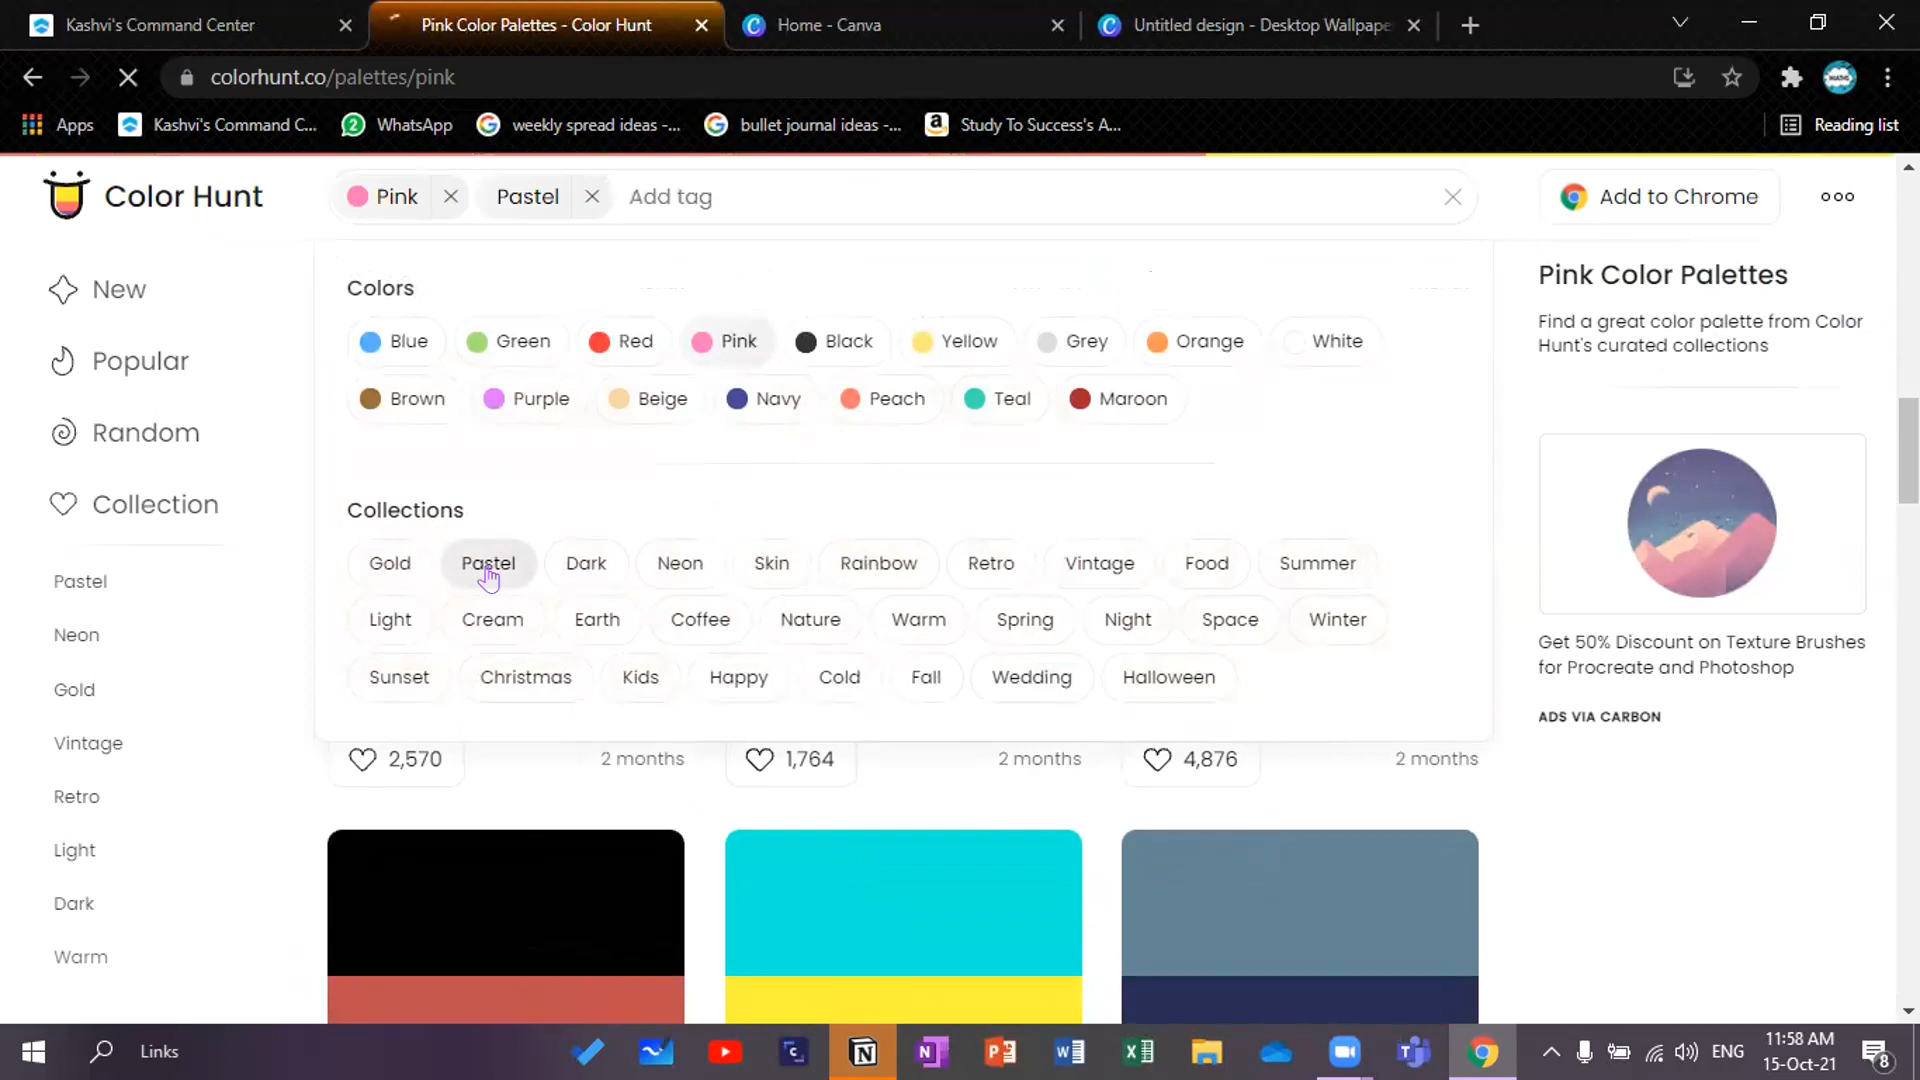 Kashvi's Command Center
Pink Color Palettes - Color Hunt
Home - Canva
Untitled design - Desktop Wallpape
colorhunt.co/palettes/pink
Apps
Kashvi's Command C...
2 WhatsApp
weekly spread ideas -...
bullet journal ideas -...
Study To Success's A...
Reading list
Color Hunt
Pink
Pastel
Add tag
Add to Chrome
New
Popular
Random
Collection
Pastel
Neon
Gold
Vintage
Retro
Light
Dark
Warm
Colors
Blue Green Red Pink Black Yellow Grey Orange White
Brown Purple Beige Navy Peach Teal Maroon
Collections
Gold Pastel Dark Neon Skin Rainbow Retro Vintage Food Summer
Light Cream Earth Coffee Nature Warm Spring Night Space Winter
Sunset Christmas Kids Happy Cold Fall Wedding Halloween
2,570 2 months 1,764 2 months 4,876 2 months
Pink Color Palettes
Find a great color palette from Color
Hunt's curated collections
Get 50% Discount on Texture Brushes
for Procreate and Photoshop
ADS VIA CARBON
Links
ENG
11:58 AM
15-Oct-21
8